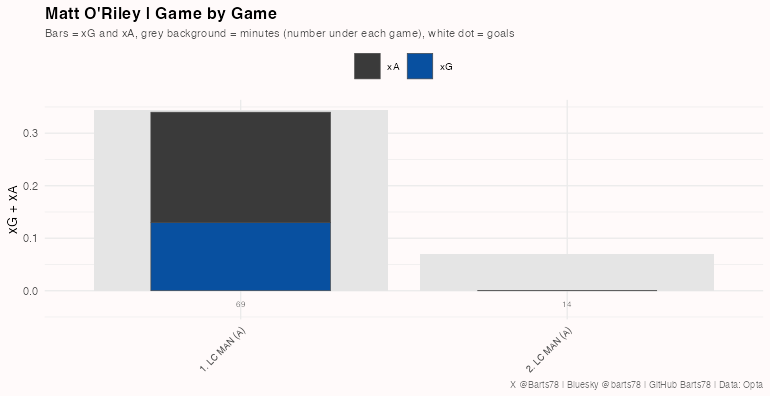 Matt O'Riley | Game by Game
Bars = xG and xA, grey background = minutes (number under each game), white dot = goals
xA xG
xG + xA
0.3
0.2
0.1
0.0
69 14
1. LC MAN (A) 2. LC MAN (A)
X @Barts78 | Bluesky @barts78 | GitHub Barts78 | Data: Opta